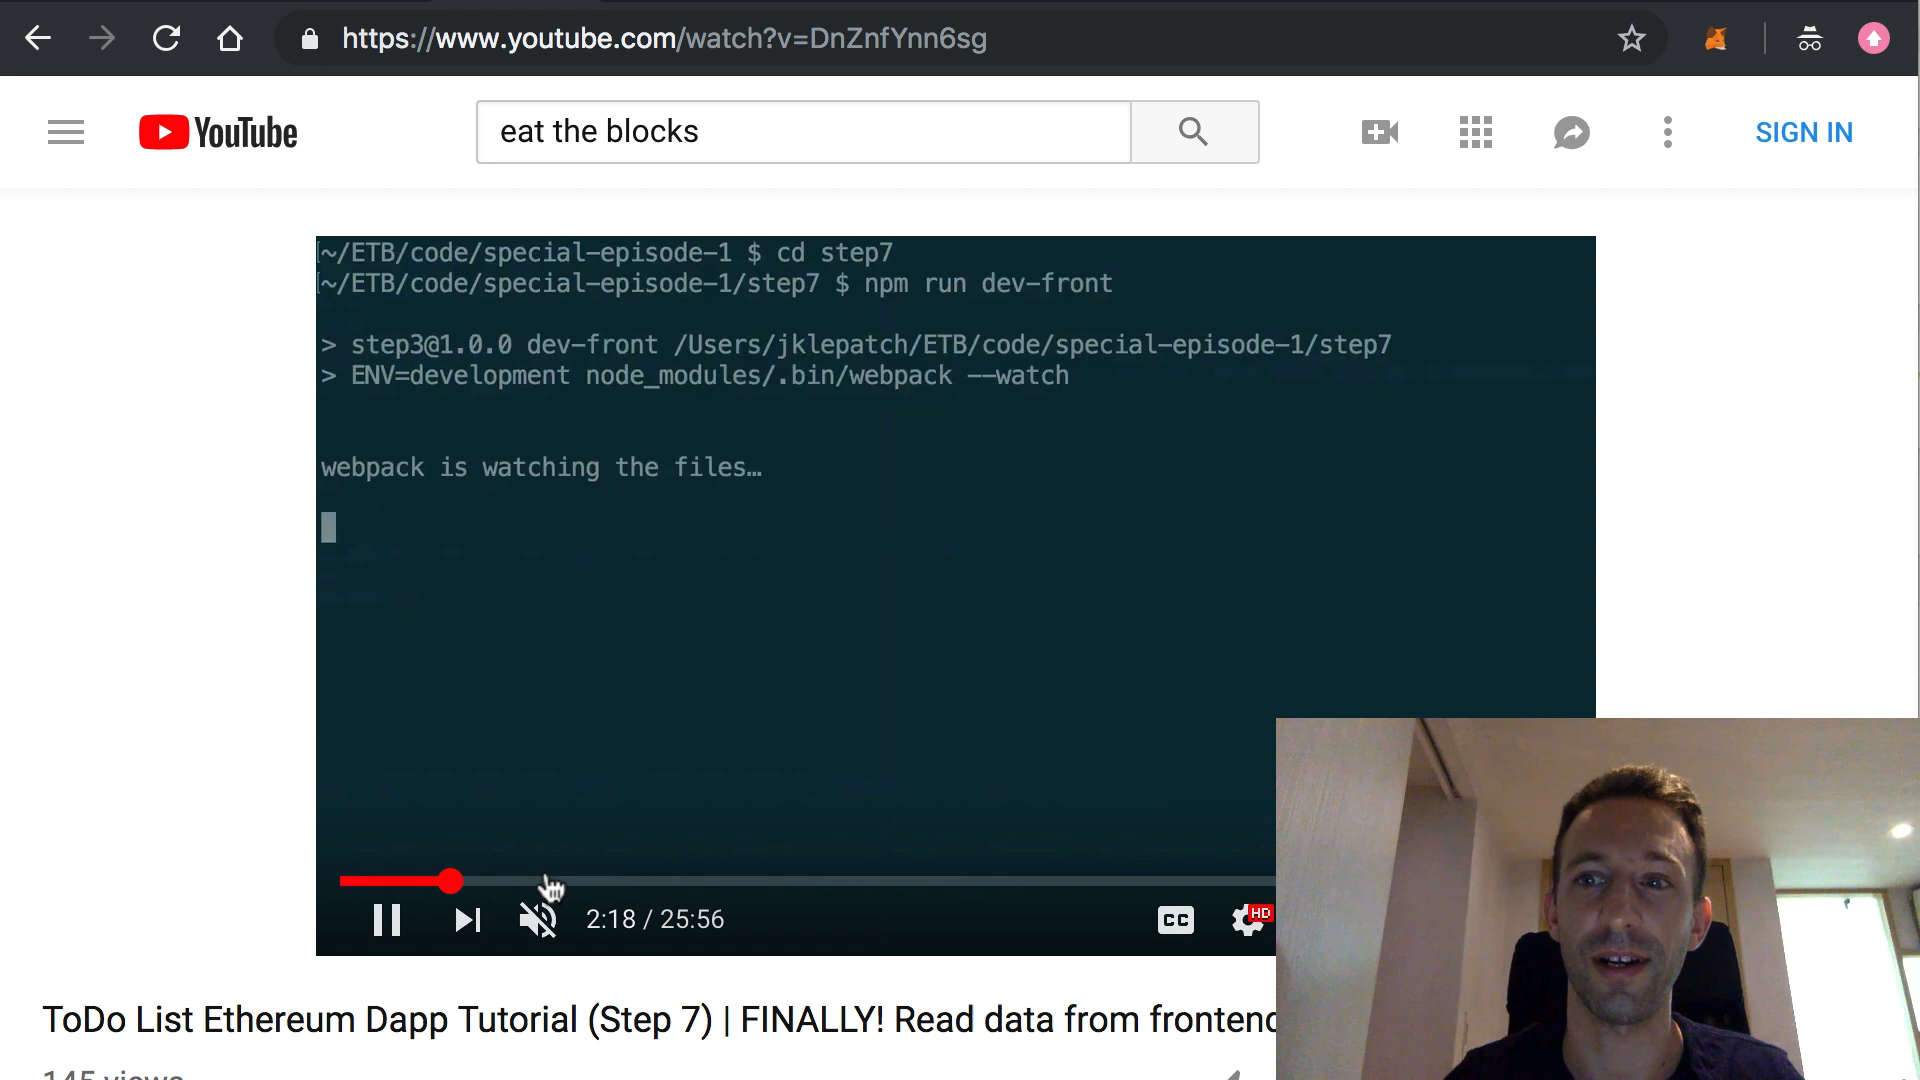 https://www.youtube.com/watch?v=DnZnfYnn6sg
YouTube
eat the blocks
SIGN IN
~/ETB/code/special-episode-1 $ cd step7
~/ETB/code/special-episode-1/step7 $ npm run dev-front
> step3@1.0.0 dev-front /Users/jklepatch/ETB/code/special-episode-1/step7
> ENV=development node_modules/.bin/webpack --watch
webpack is watching the files…
2:18 / 25:56
CC
HD
ToDo List Ethereum Dapp Tutorial (Step 7) | FINALLY! Read data from frontend
145 views